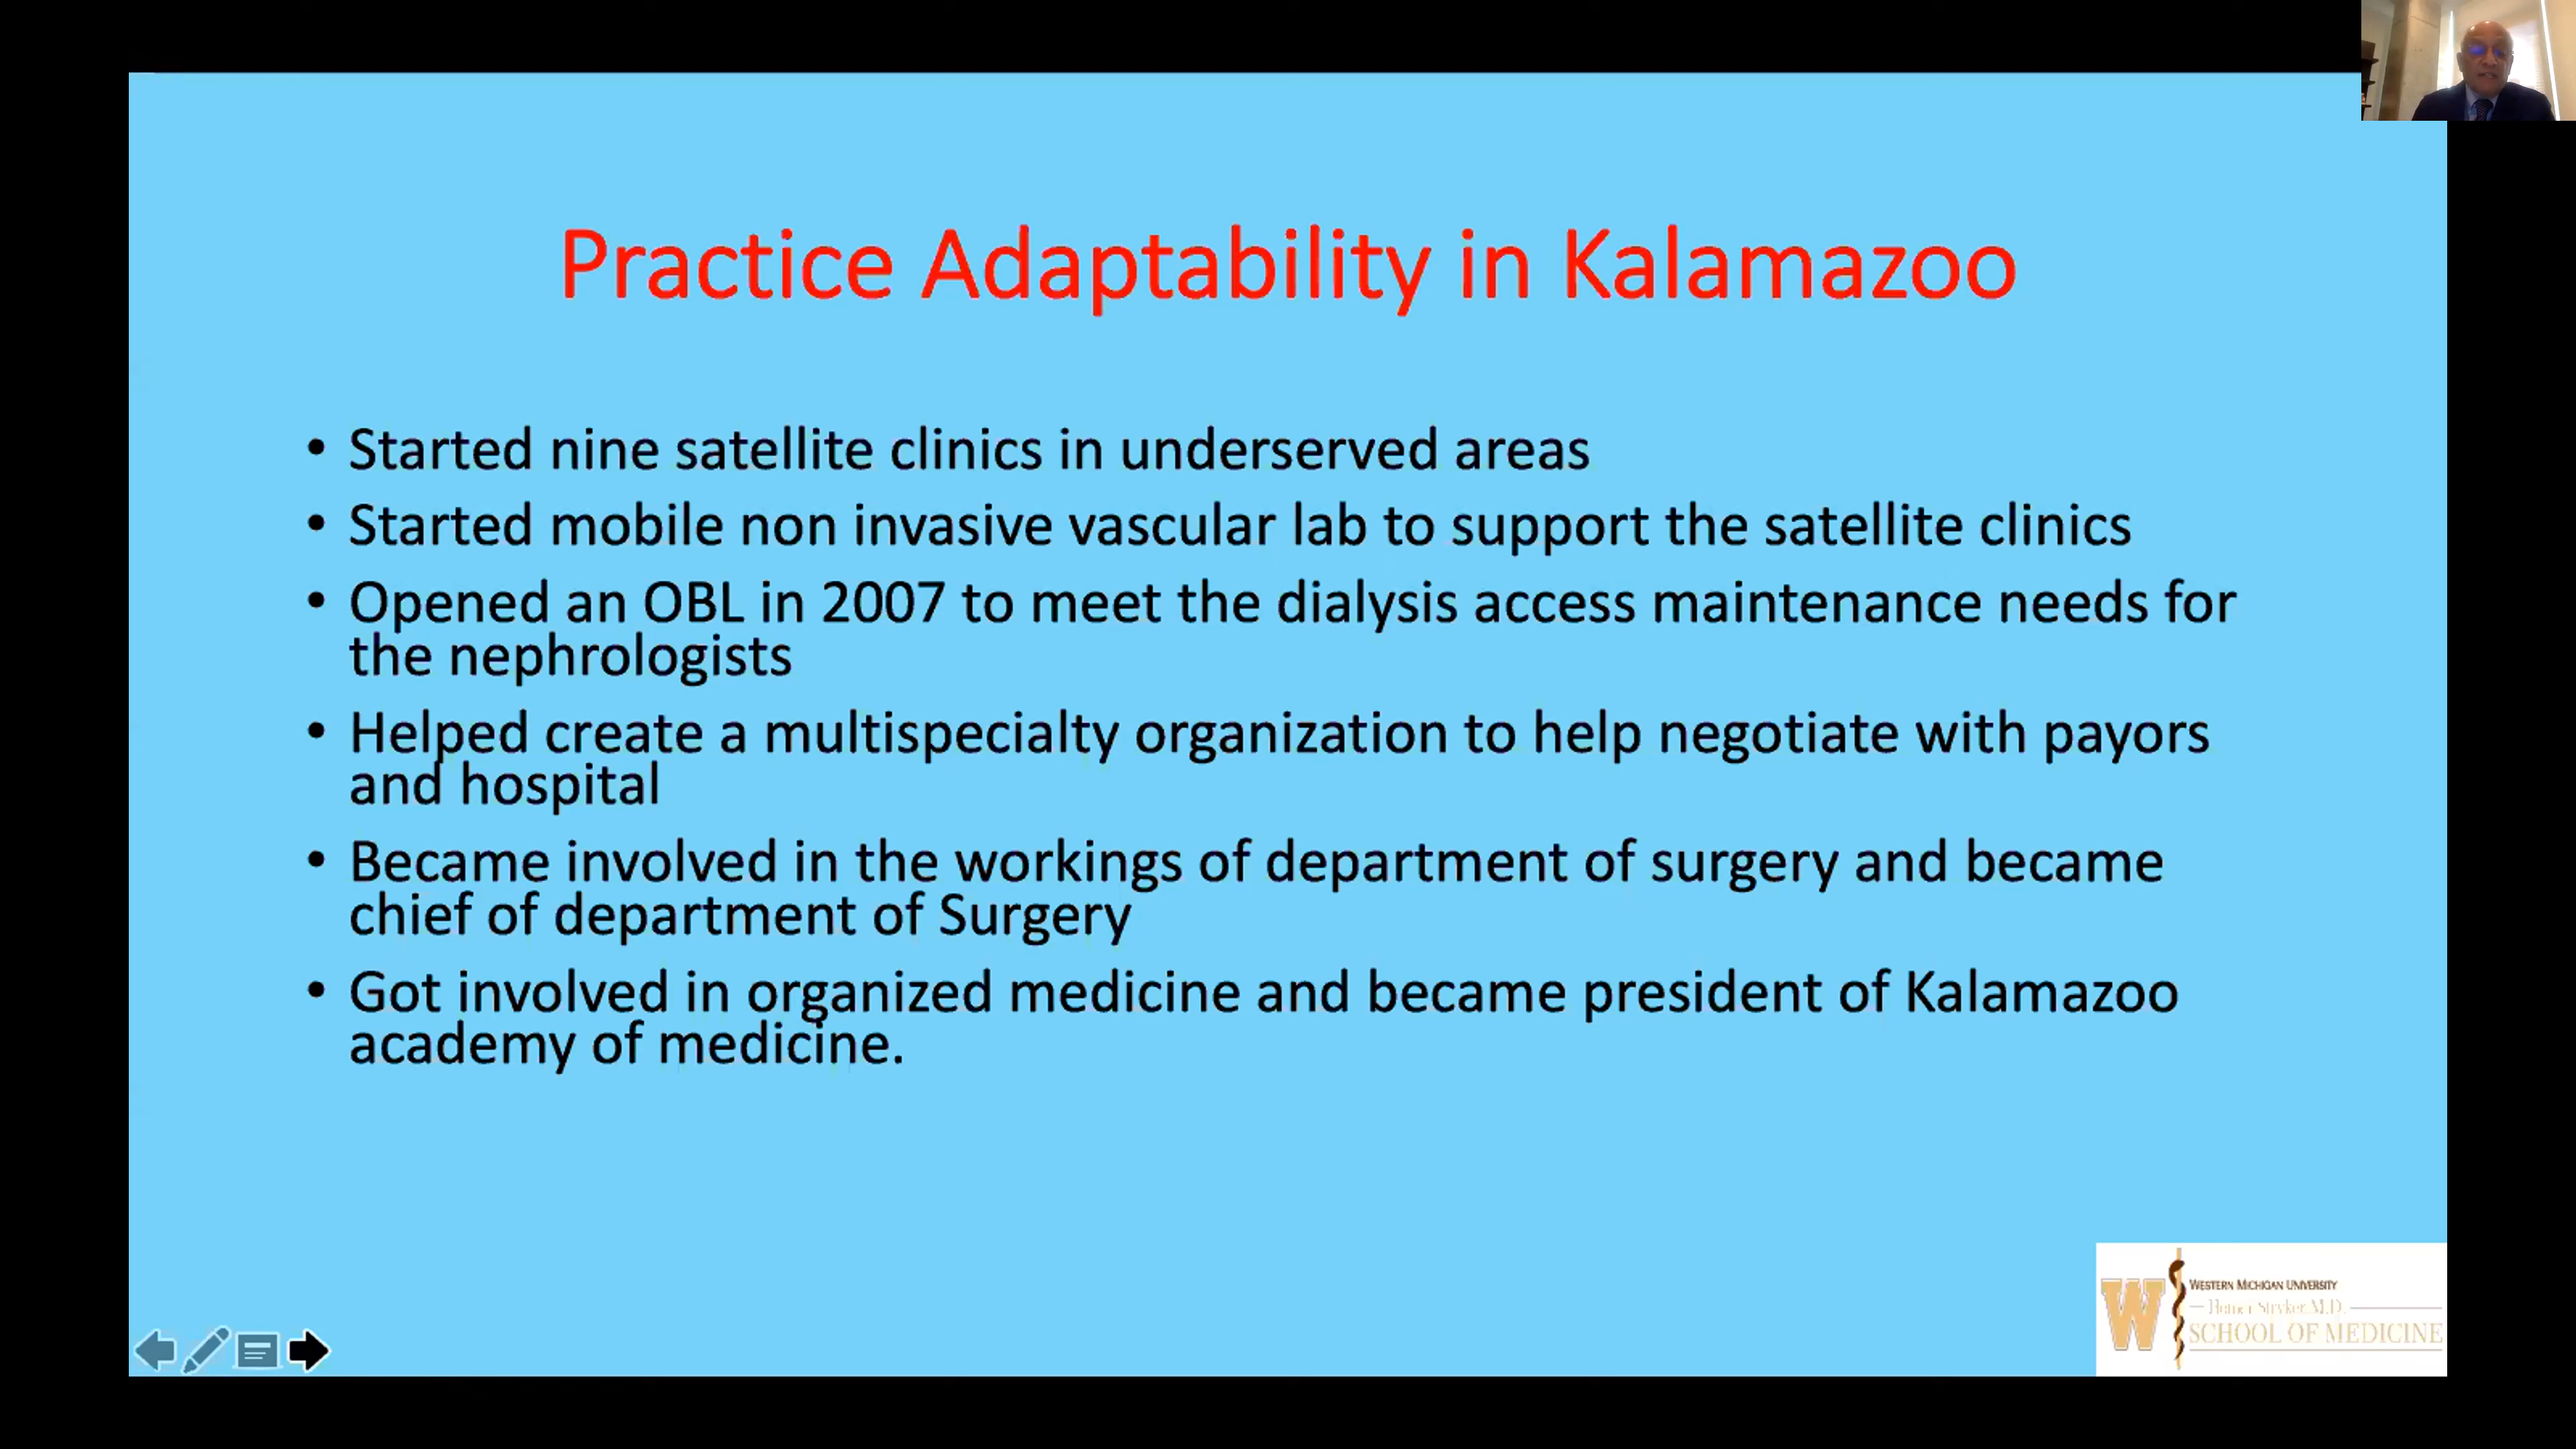 Practice Adaptability in Kalamazoo
• Started nine satellite clinics in underserved areas
• Started mobile non invasive vascular lab to support the satellite clinics
• Opened an OBL in 2007 to meet the dialysis access maintenance needs for
the nephrologists
• Helped create a multispecialty organization to help negotiate with payors
and hospital
• Became involved in the workings of department of surgery and became
chief of department of Surgery
• Got involved in organized medicine and became president of Kalamazoo
academy of medicine.
W
WESTERN MICHIGAN UNIVERSITY
Homer Stryker M.D.
SCHOOL OF MEDICINE